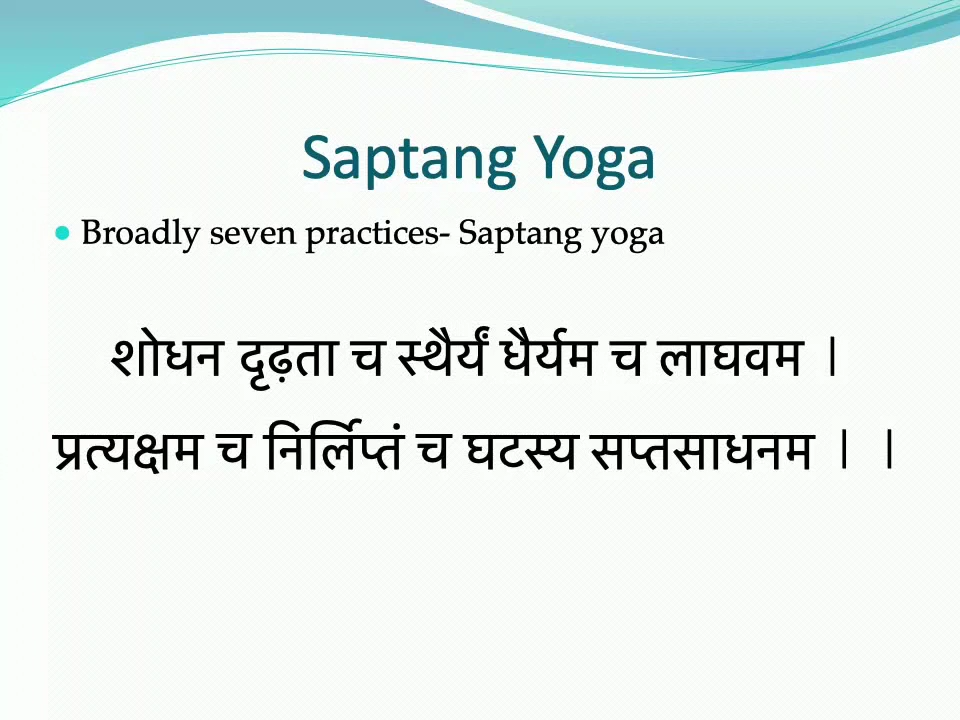 Saptang Yoga
Broadly seven practices- Saptang yoga
शोधन दृढ़ता च स्थैर्यं धैर्यम च लाघवम ।
प्रत्यक्षम च निर्लिप्तं च घटस्य सप्तसाधनम । ।